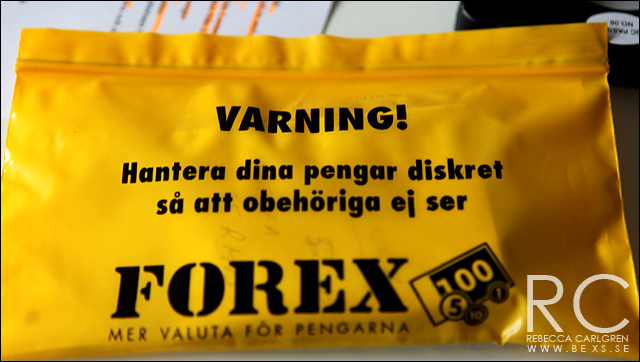 VARNING!
Hantera dina pengar diskret
så att obehöriga ej ser
FOREX
100
5 10 1
MER VALUTA FÖR PENGARNA
RC
REBECCA CARLGREN
WWW.BEXS.SE